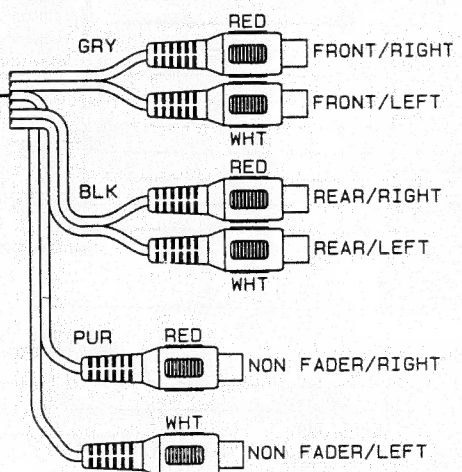 RED
GRY
FRONT/RIGHT
FRONT/LEFT
WHT
RED
BLK
REAR/RIGHT
REAR/LEFT
WHT
PUR
RED
NON FADER/RIGHT
WHT
NON FADER/LEFT